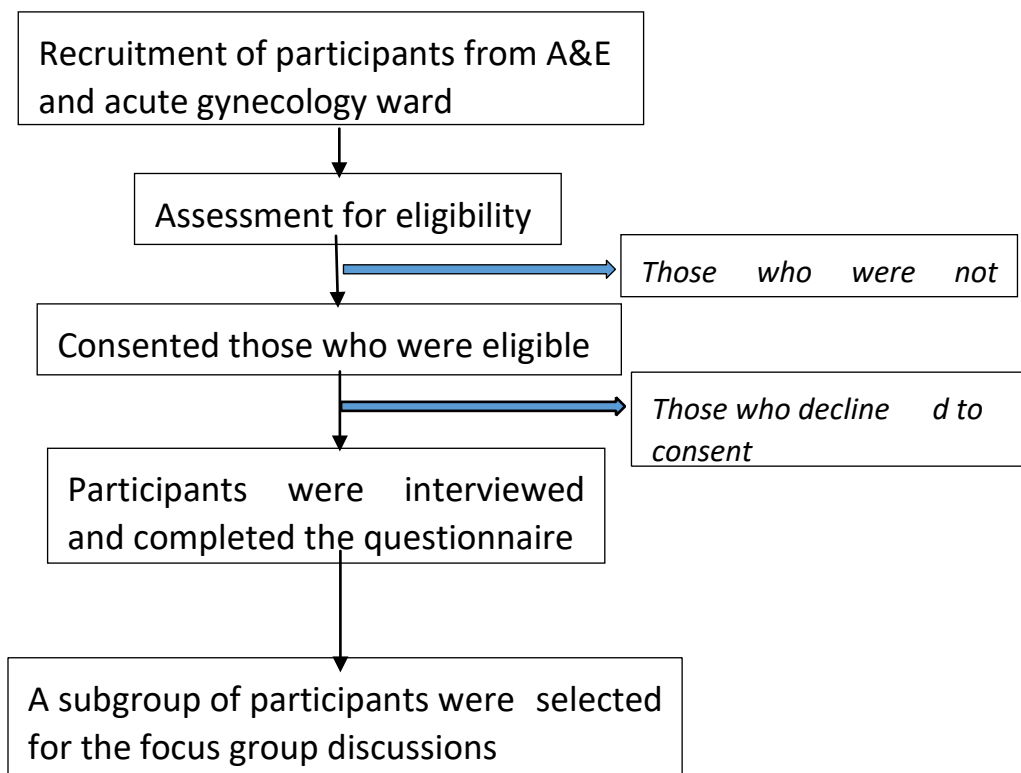 Recruitment of participants from A&E
and acute gynecology ward
Assessment for eligibility
Those who were not
Consented those who were eligible
Those who decline d to
consent
Participants were interviewed
and completed the questionnaire
A subgroup of participants were selected
for the focus group discussions